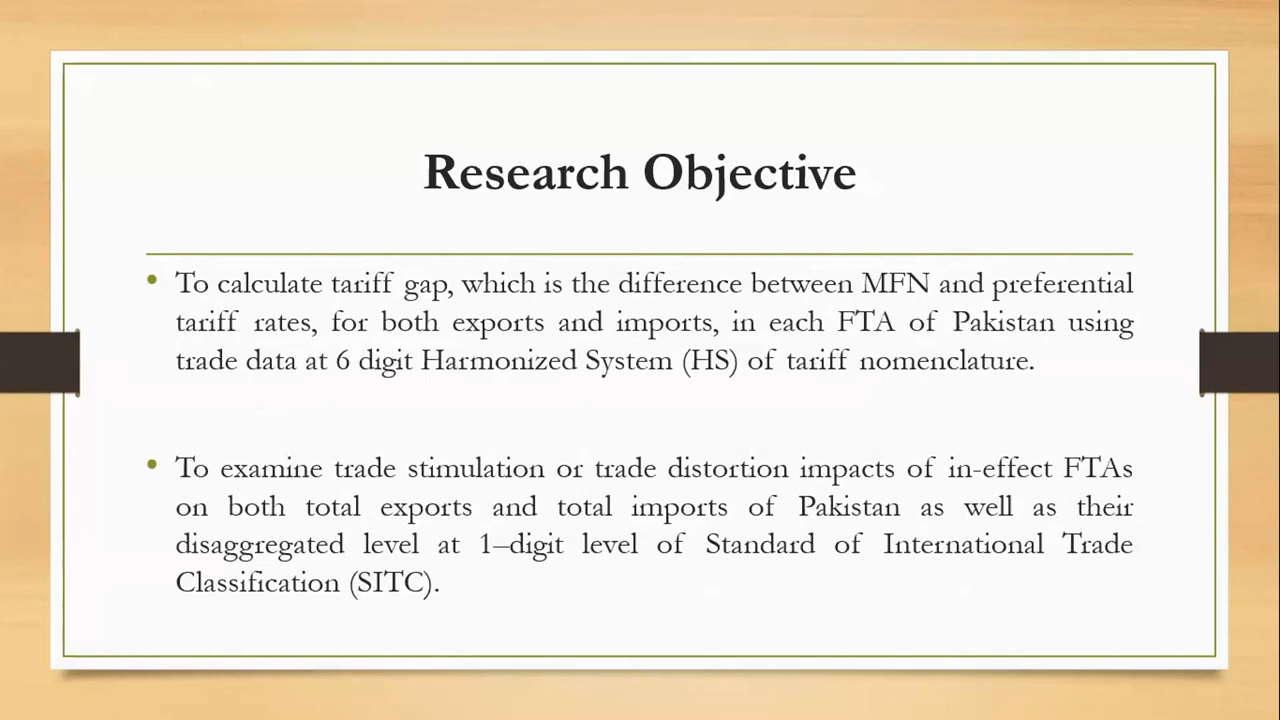 Research Objective
• To calculate tariff gap, which is the difference between MFN and preferential
tariff rates, for both exports and imports, in each FTA of Pakistan using
trade data at 6 digit Harmonized System (HS) of tariff nomenclature.
• To examine trade stimulation or trade distortion impacts of in-effect FTAs
on both total exports and total imports of Pakistan as well as their
disaggregated level at 1–digit level of Standard of International Trade
Classification (SITC).